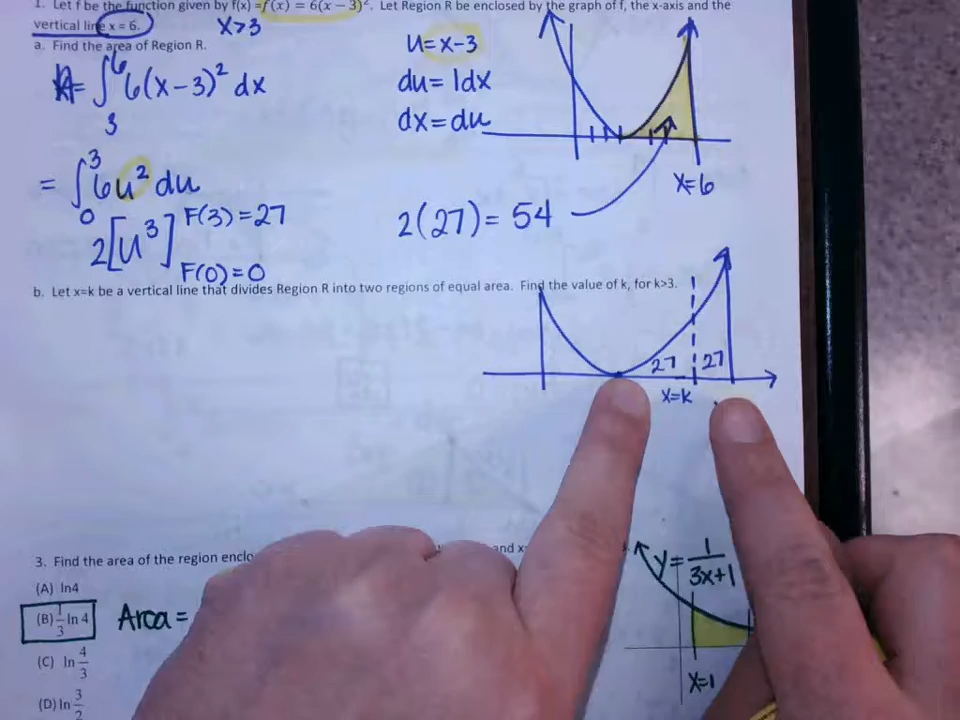 1. Let f be the function given by f(x) = f(x) = 6(x − 3)². Let Region R be enclosed by the graph of f, the x-axis and the
vertical line x = 6.
x>3
a. Find the area of Region R.
A= ∫₃⁶ 6(x-3)² dx
u=x-3
du= 1dx
dx=du
x=6
= ∫₀³ 6u² du
2[u³] F(3)=27
F(0)=0
2(27)= 54
b. Let x=k be a vertical line that divides Region R into two regions of equal area. Find the value of k, for k>3.
27 27
x=k
3. Find the area of the region and x
y= 1/(3x+1)
(A) ln4
(B) 1/3 ln 4
Area =
(C) ln 4/3
x=1
(D) ln 3/2